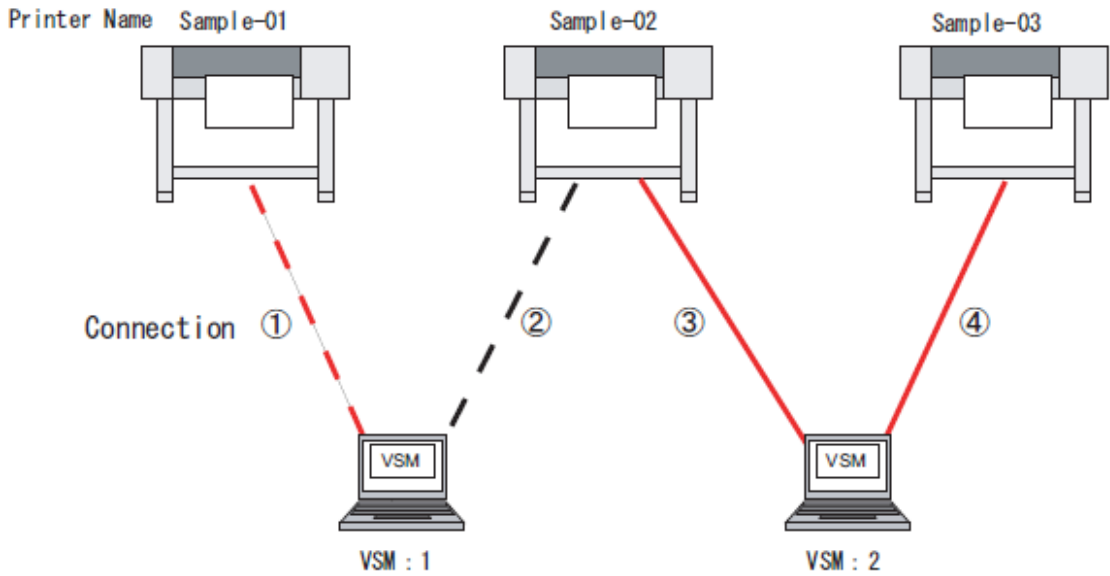 Printer Name Sample-01 Sample-02 Sample-03
Connection ① ② ③ ④
VSM VSM
VSM : 1 VSM : 2